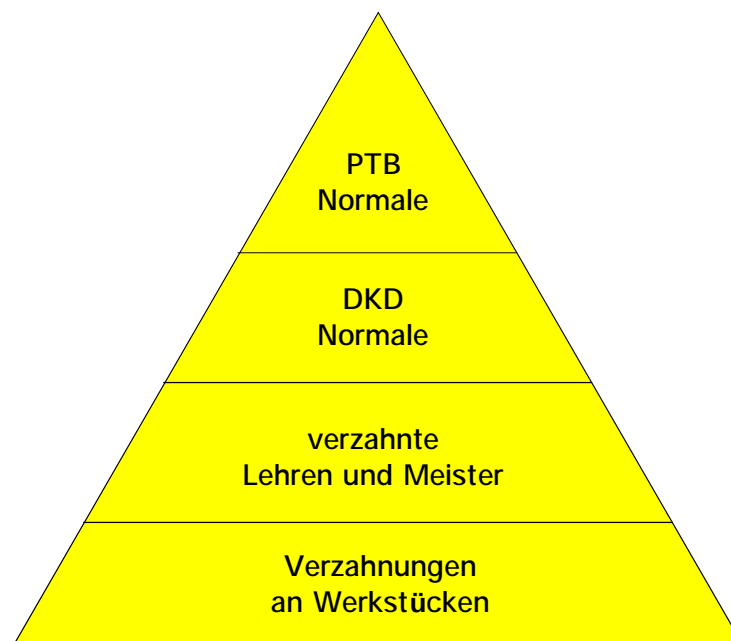 PTB
Normale
DKD
Normale
verzahnte
Lehren und Meister
Verzahnungen
an Werkstücken